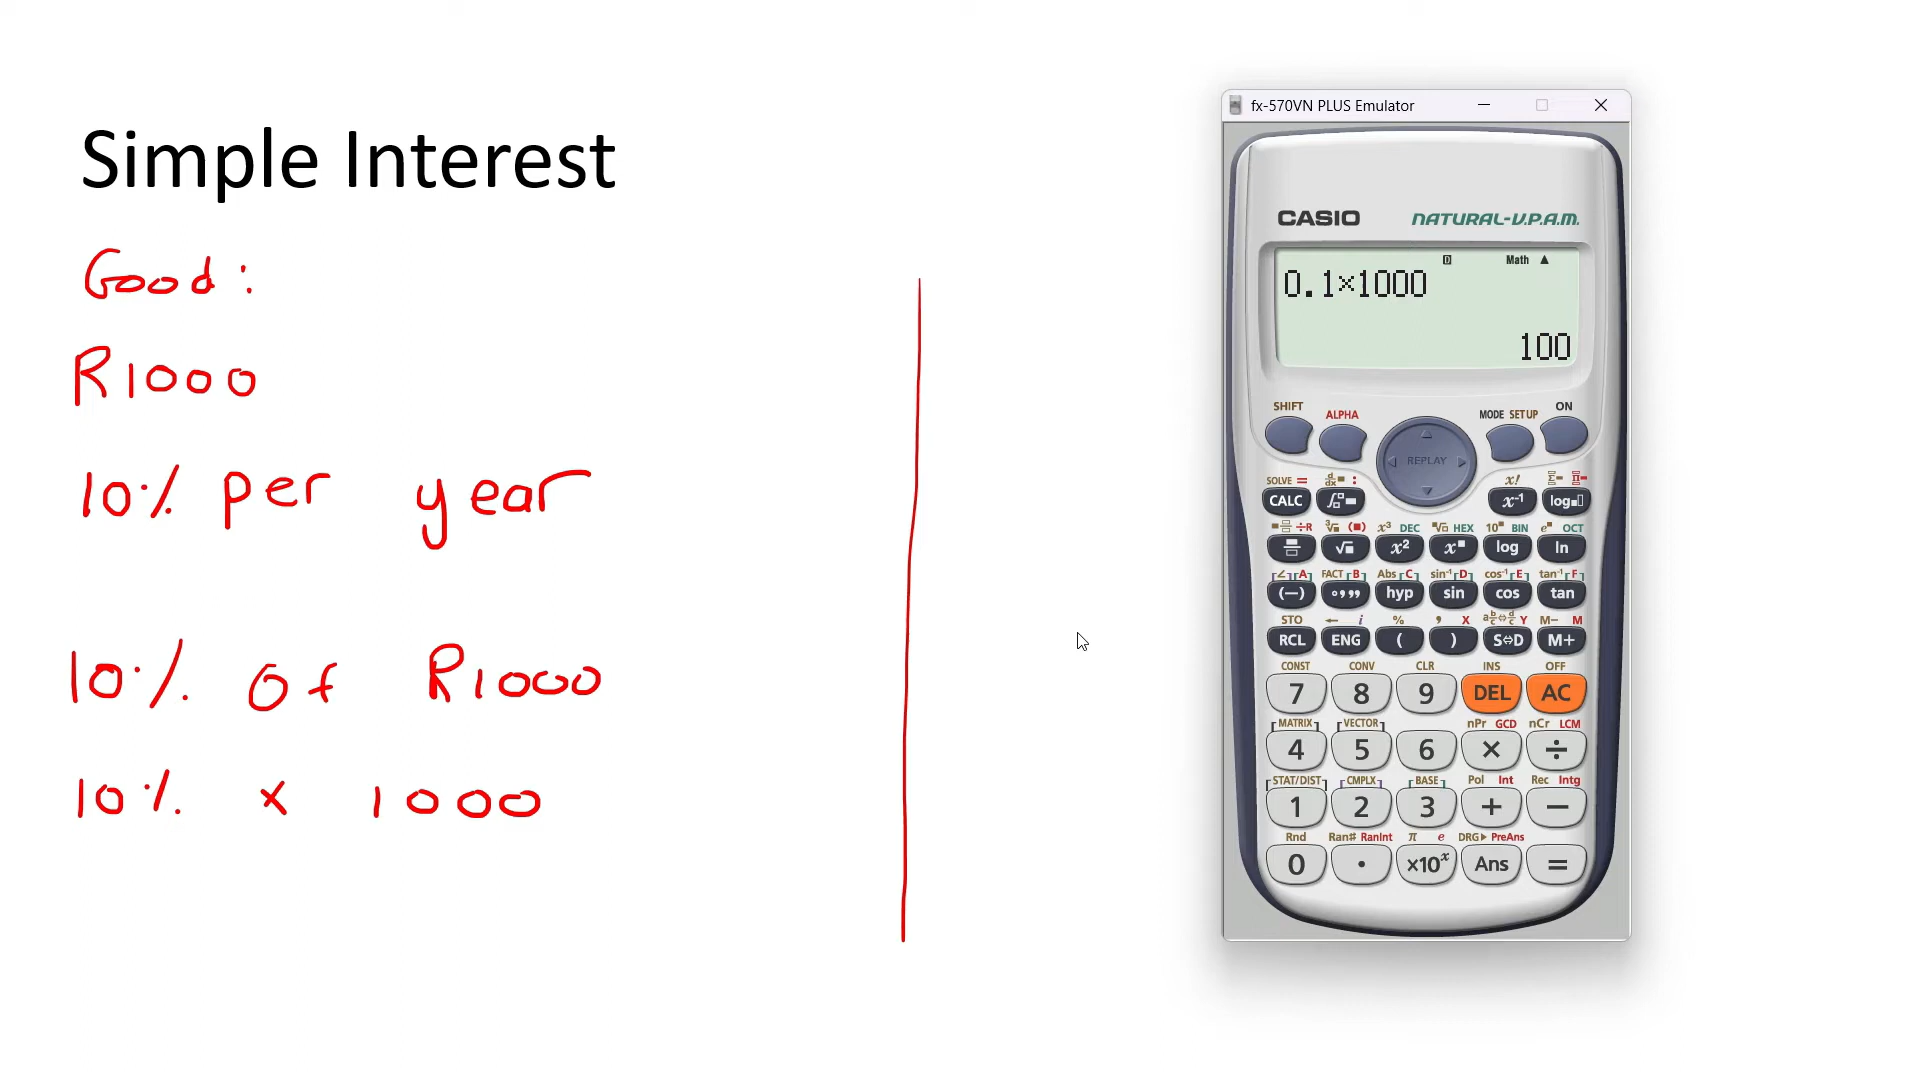 Simple Interest
Good:
R1000
10% per year
10% of R1000
10% x 1000
fx-570VN PLUS Emulator
CASIO NATURAL-V.P.A.M.
D Math ▲
0.1×1000
100
SHIFT ALPHA MODE SETUP ON
REPLAY
SOLVE = d/dx : x! Σ Π
CALC ∫ x⁻¹ log
÷R ³√ x³ DEC √ HEX 10 BIN e OCT
√ x² x log ln
∠ A FACT B Abs C sin⁻¹ D cos⁻¹ E tan⁻¹ F
(−) hyp sin cos tan
STO ← i % , X a b/c⇔d/c Y M− M
RCL ENG ( ) S⇔D M+
CONST CONV CLR INS OFF
7 8 9 DEL AC
MATRIX VECTOR nPr GCD nCr LCM
4 5 6 × ÷
STAT/DIST CMPLX BASE Pol Int Rec Intg
1 2 3 + −
Rnd Ran# RanInt π e DRG▶ PreAns
0 . ×10ˣ Ans =